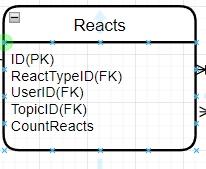 Reacts
ID(PK)
ReactTypeID(FK)
UserID(FK)
TopicID(FK)
CountReacts